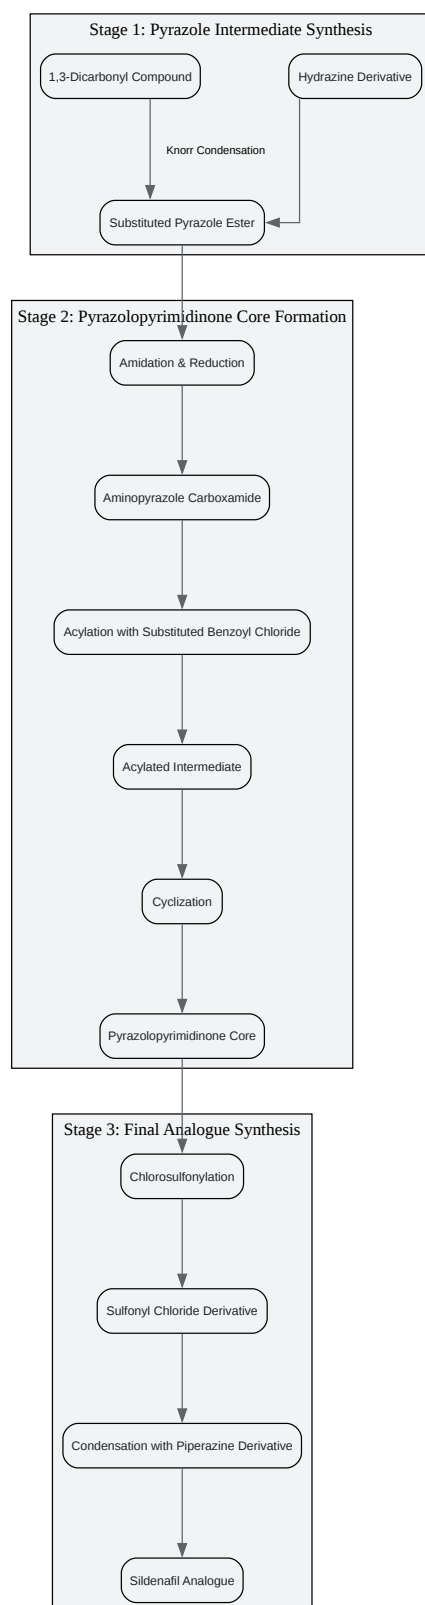 Stage 1: Pyrazole Intermediate Synthesis
1,3-Dicarbonyl Compound
Hydrazine Derivative
Knorr Condensation
Substituted Pyrazole Ester
Stage 2: Pyrazolopyrimidinone Core Formation
Amidation & Reduction
Aminopyrazole Carboxamide
Acylation with Substituted Benzoyl Chloride
Acylated Intermediate
Cyclization
Pyrazolopyrimidinone Core
Stage 3: Final Analogue Synthesis
Chlorosulfonylation
Sulfonyl Chloride Derivative
Condensation with Piperazine Derivative
Sildenafil Analogue